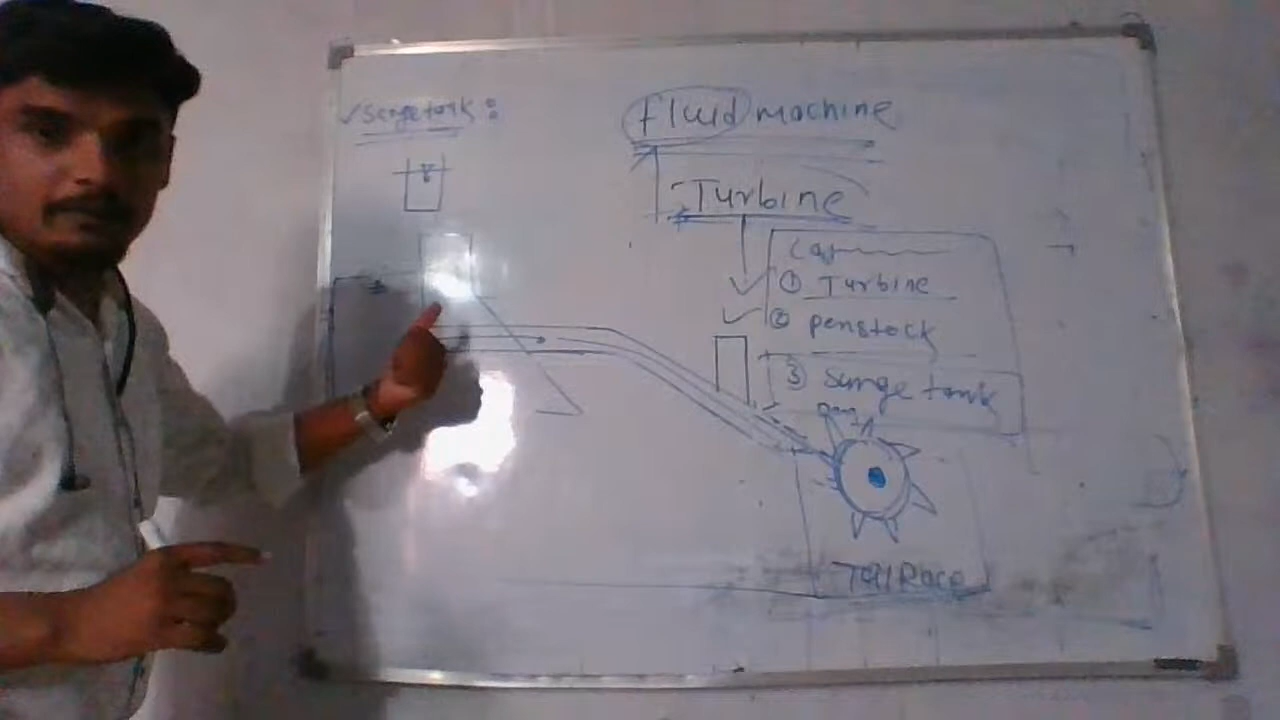 ✓ Surge tank :
fluid machine
Turbine
① Turbine
② penstock
③ Surge tank
Tail Race